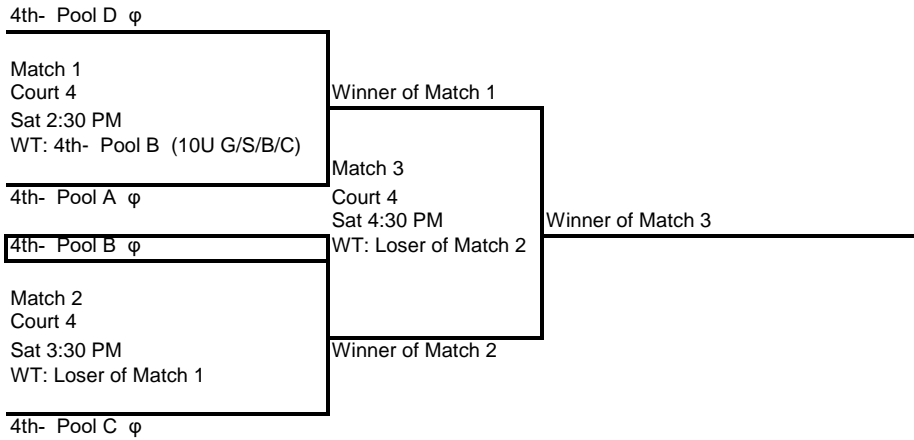 4th- Pool D φ
Match 1
Court 4
Sat 2:30 PM
WT: 4th- Pool B (10U G/S/B/C)
4th- Pool A φ
4th- Pool B φ
Match 2
Court 4
Sat 3:30 PM
WT: Loser of Match 1
4th- Pool C φ
Winner of Match 1
Match 3
Court 4
Sat 4:30 PM
WT: Loser of Match 2
Winner of Match 2
Winner of Match 3